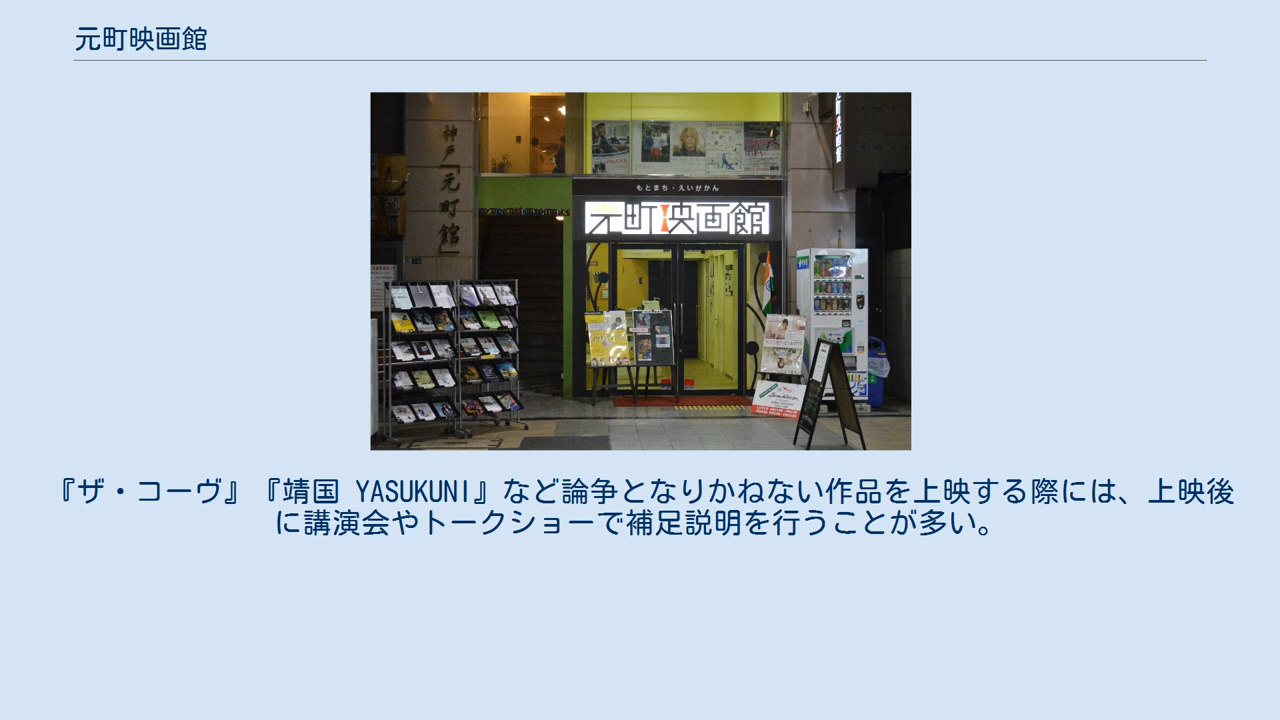 元町映画館
神戸「元町館」
もとまち・えいがかん
元町映画館
『ザ・コーヴ』『靖国 YASUKUNI』など論争となりかねない作品を上映する際には、上映後
に講演会やトークショーで補足説明を行うことが多い。